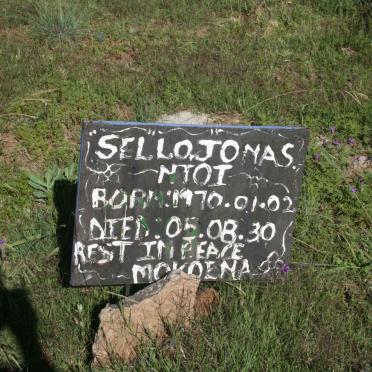 "SELLO.JONAS
NTOI
BORN:1970.01.02
DIED:05.08.30
REST IN PEACE
MOKOENA